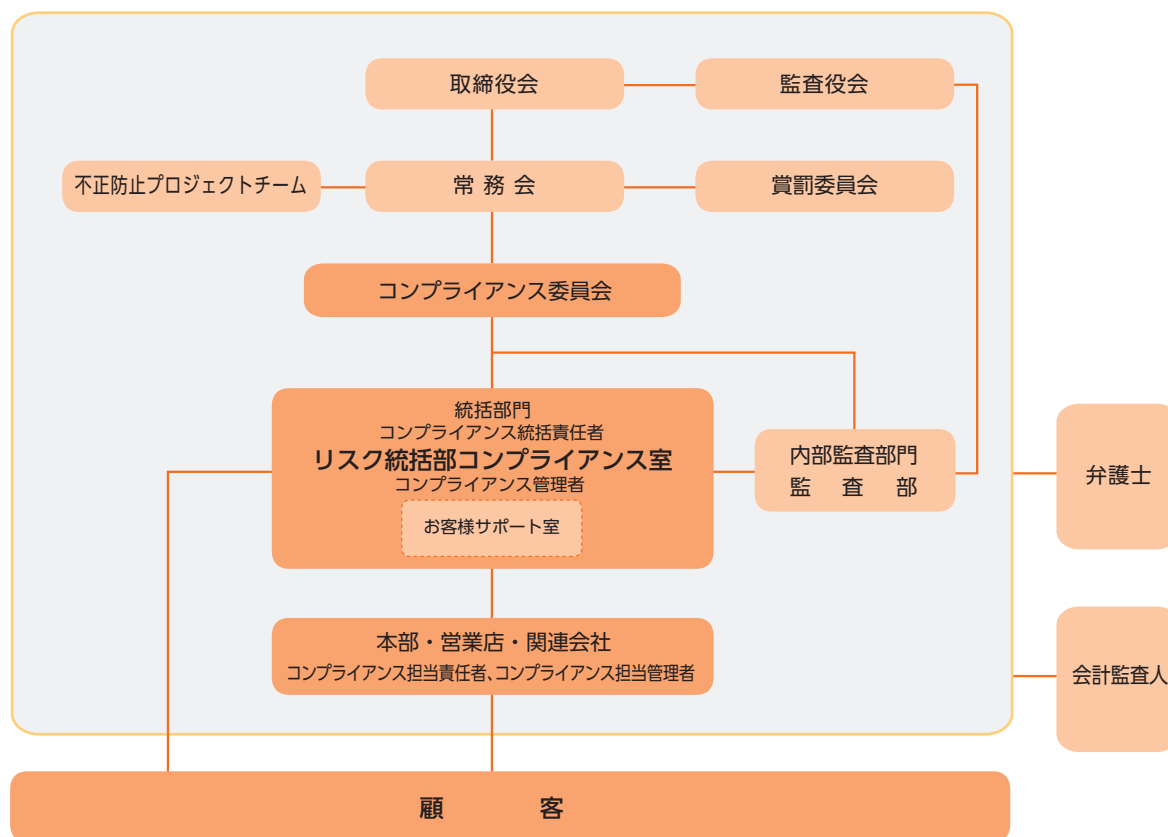 取締役会
監査役会
不正防止プロジェクトチーム
常務会
賞罰委員会
コンプライアンス委員会
統括部門
コンプライアンス統括責任者
リスク統括部コンプライアンス室
コンプライアンス管理者
お客様サポート室
内部監査部門
監査部
弁護士
本部・営業店・関連会社
コンプライアンス担当責任者、コンプライアンス担当管理者
会計監査人
顧客